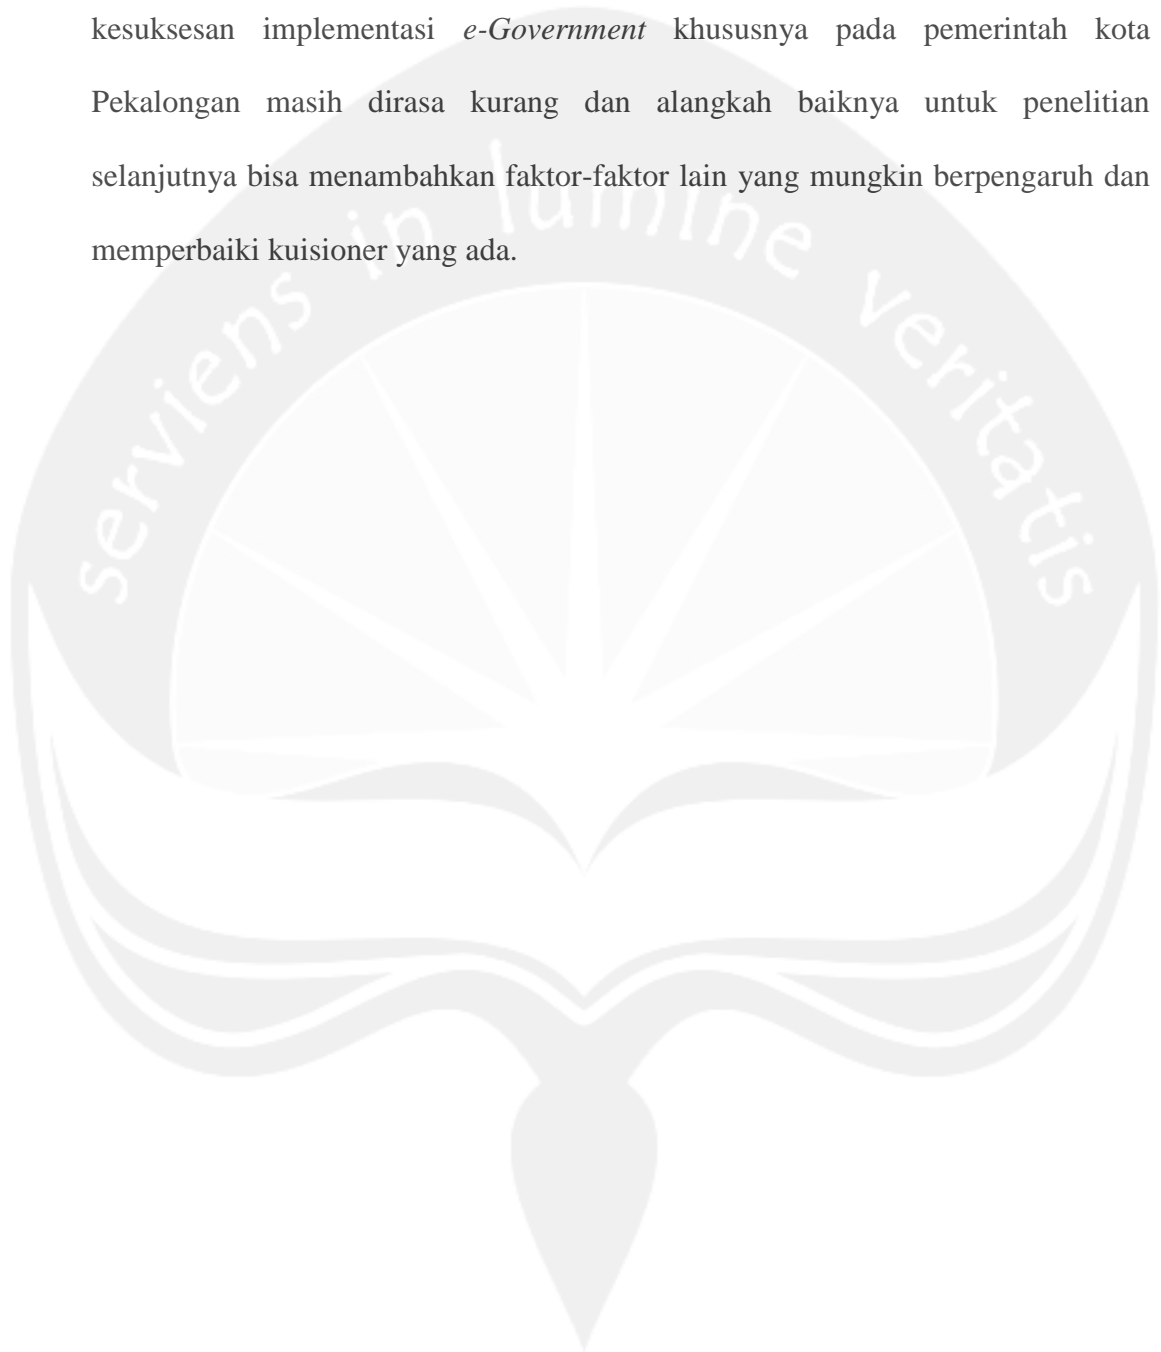 kesuksesan implementasi e-Government khususnya pada pemerintah kota
Pekalongan masih dirasa kurang dan alangkah baiknya untuk penelitian
selanjutnya bisa menambahkan faktor-faktor lain yang mungkin berpengaruh dan
memperbaiki kuisioner yang ada.
serviens in lumine veritatis